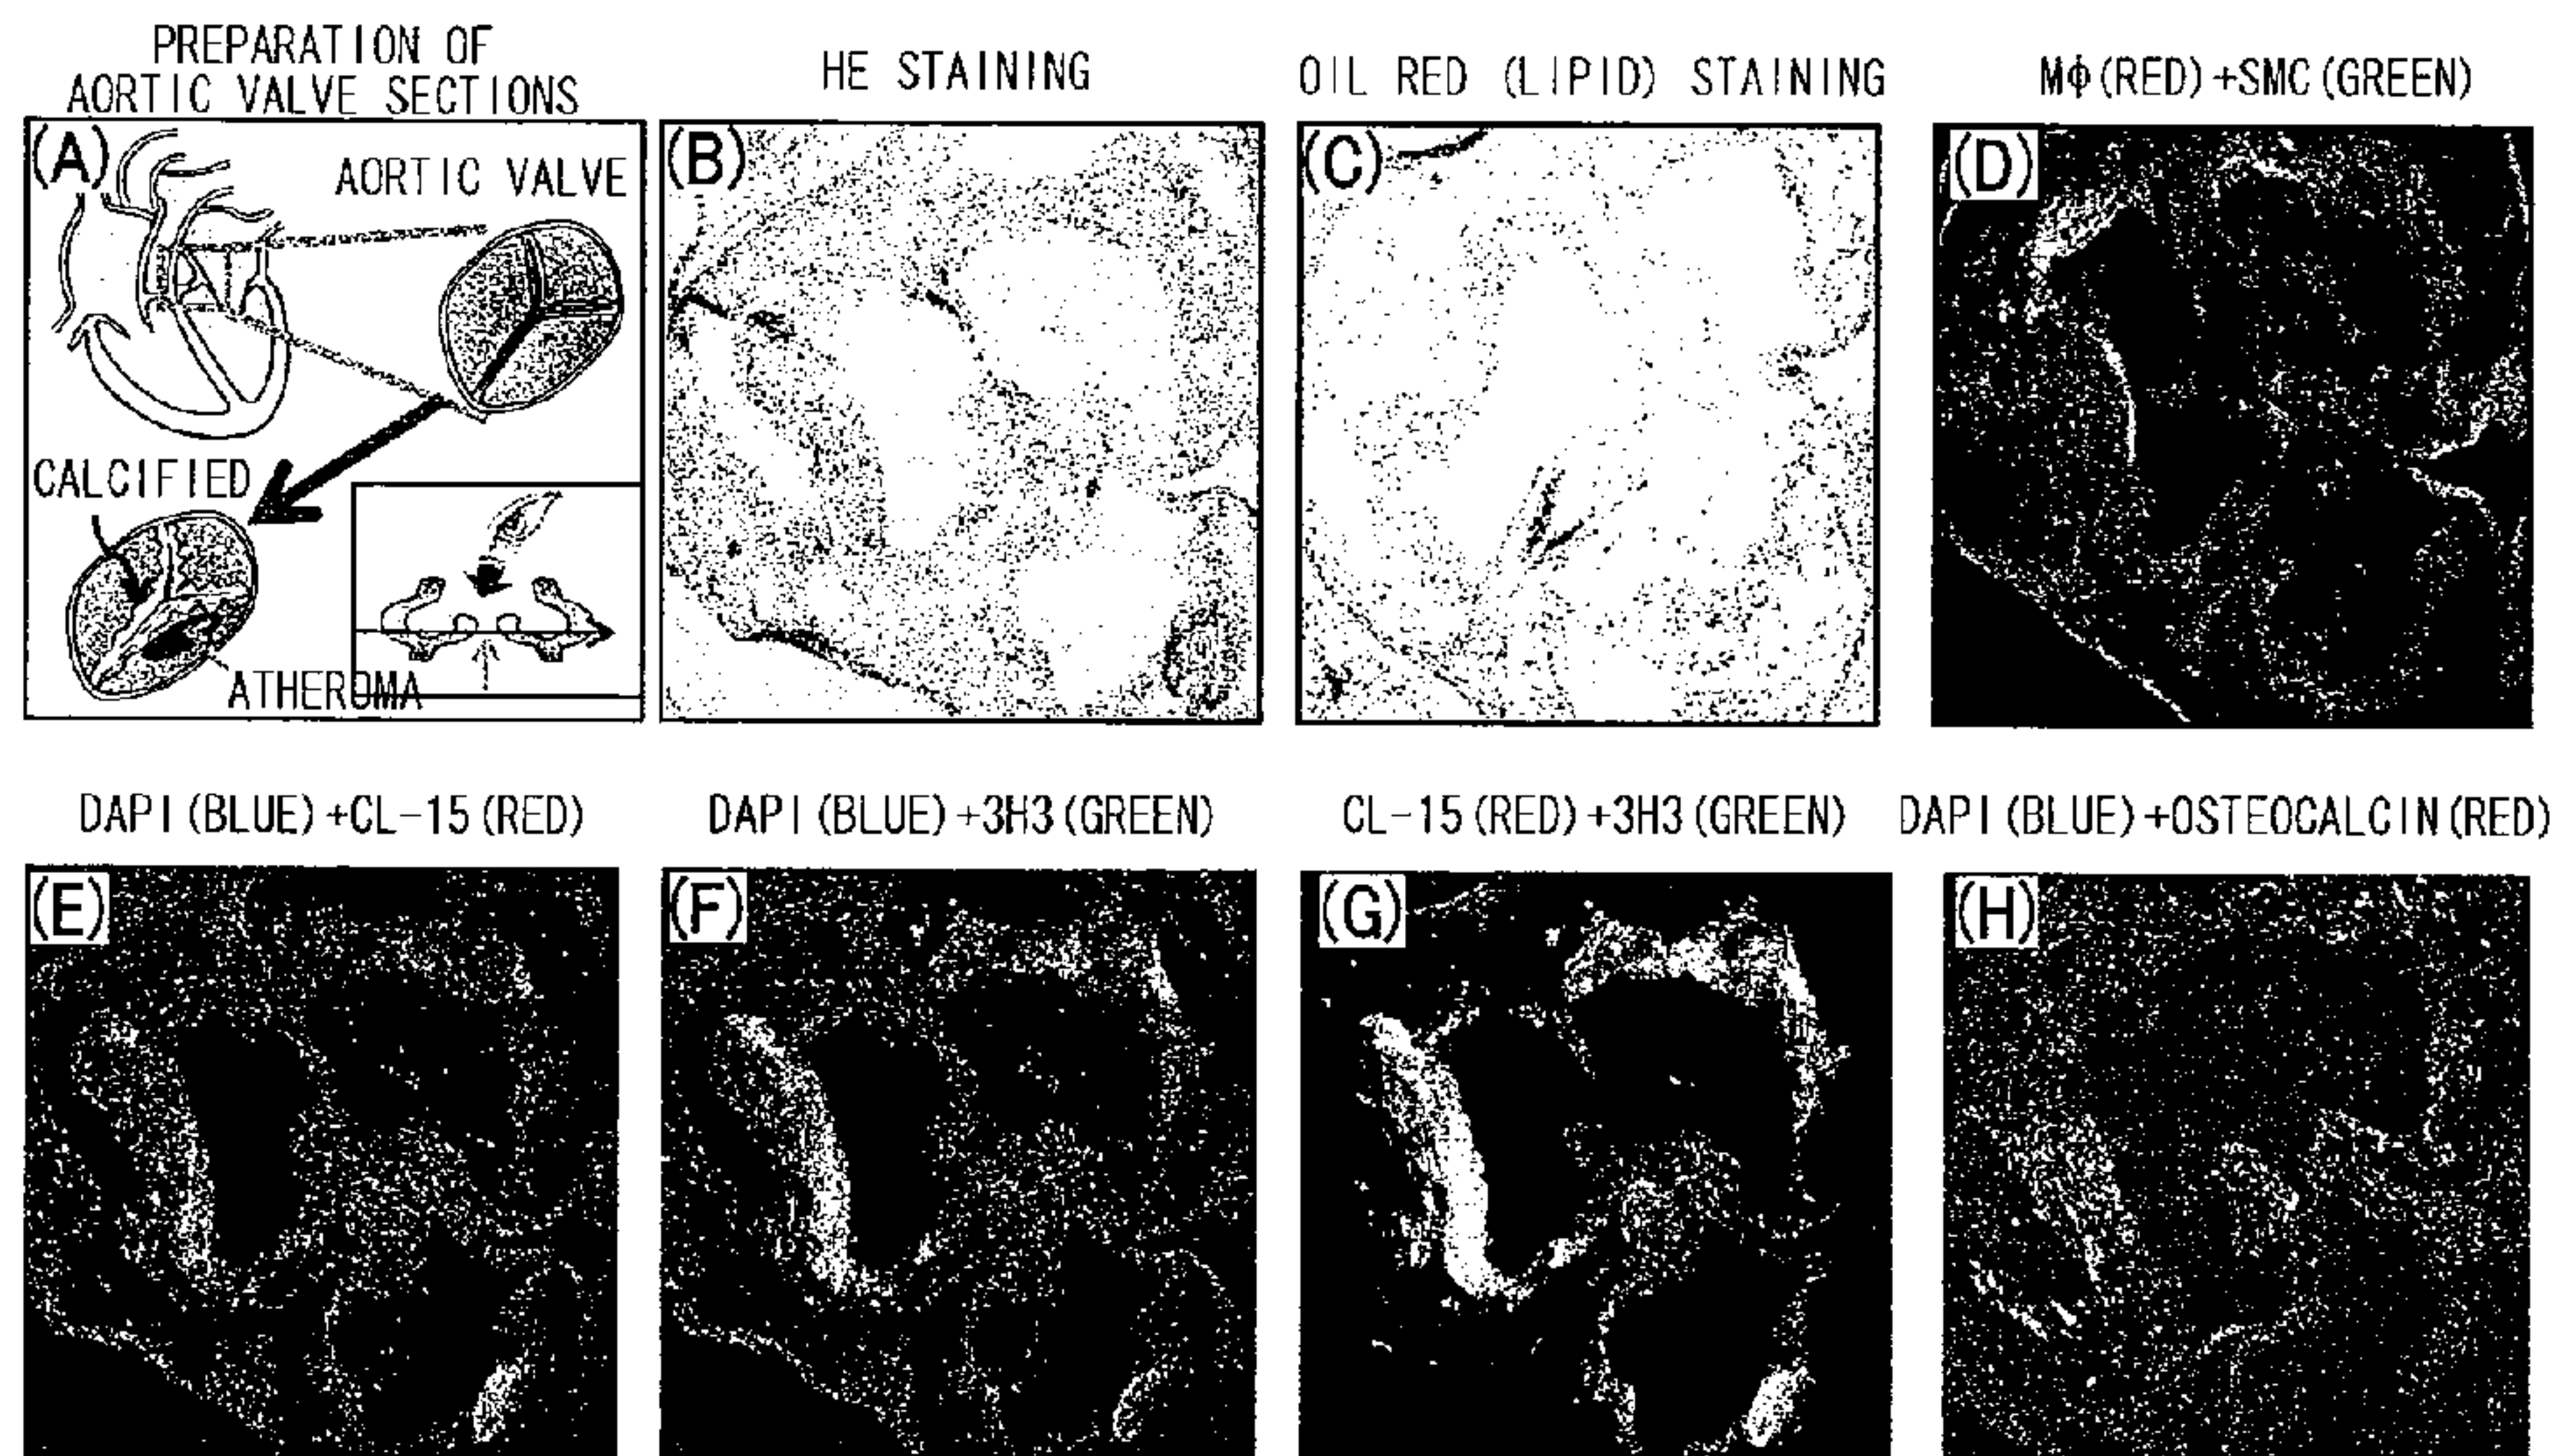 PREPARATION OF
AORTIC VALVE SECTIONS
HE STAINING
OIL RED (LIPID) STAINING
Mφ(RED)+SMC(GREEN)
(A)
AORTIC VALVE
CALCIFIED
ATHEROMA
(B)
(C)
(D)
DAPI(BLUE)+CL-15(RED)
DAPI(BLUE)+3H3(GREEN)
CL-15(RED)+3H3(GREEN)
DAPI(BLUE)+OSTEOCALCIN(RED)
(E)
(F)
(G)
(H)